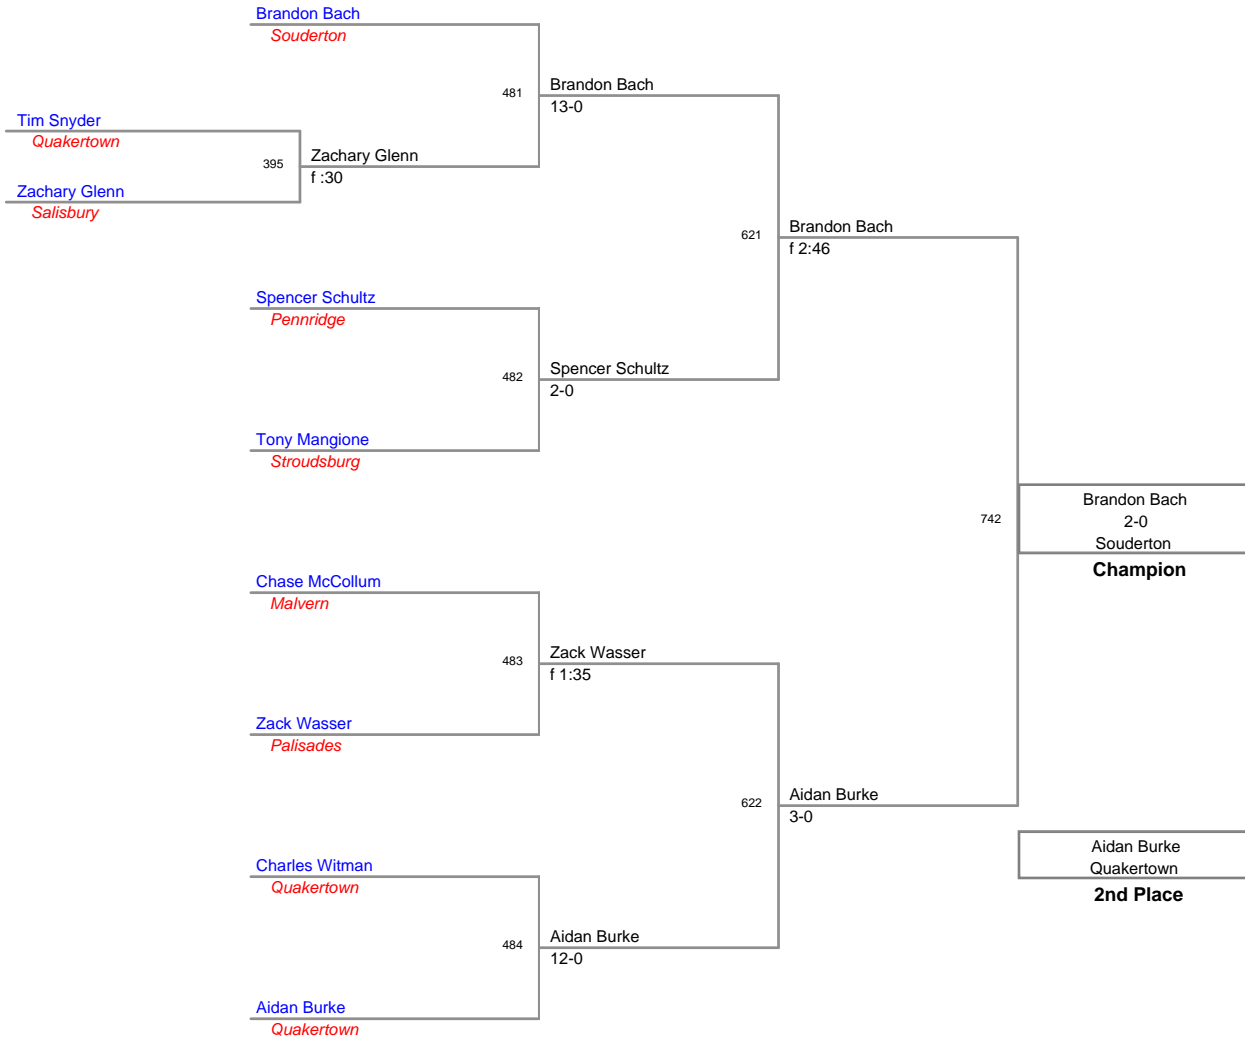 Brandon Bach
Souderton
481
Brandon Bach
13-0
Tim Snyder
Quakertown
395
Zachary Glenn
f :30
Zachary Glenn
Salisbury
621
Brandon Bach
f 2:46
Spencer Schultz
Pennridge
482
Spencer Schultz
2-0
Tony Mangione
Stroudsburg
742
Brandon Bach
2-0
Souderton
Champion
Chase McCollum
Malvern
483
Zack Wasser
f 1:35
Zack Wasser
Palisades
622
Aidan Burke
3-0
Aidan Burke
Quakertown
2nd Place
Charles Witman
Quakertown
484
Aidan Burke
12-0
Aidan Burke
Quakertown